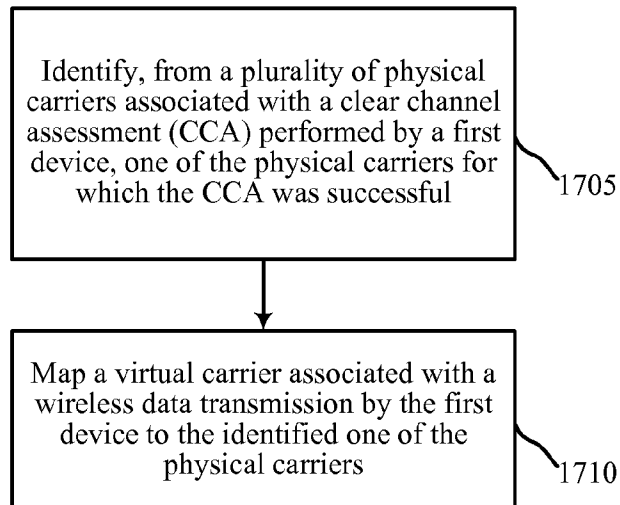 Identify, from a plurality of physical
carriers associated with a clear channel
assessment (CCA) performed by a first
device, one of the physical carriers for
which the CCA was successful
1705
Map a virtual carrier associated with a
wireless data transmission by the first
device to the identified one of the
physical carriers
1710